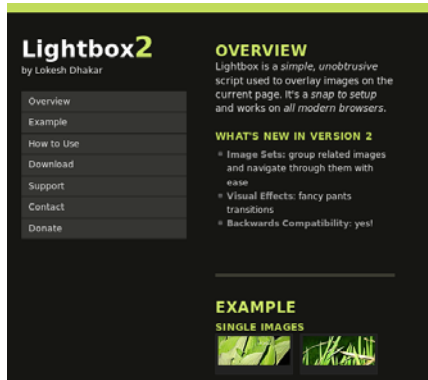 Lightbox2
by Lokesh Dhakar
Overview
Example
How to Use
Download
Support
Contact
Donate
OVERVIEW
Lightbox is a simple, unobtrusive
script used to overlay images on the
current page. It's a snap to setup
and works on all modern browsers.
WHAT'S NEW IN VERSION 2
Image Sets: group related images
and navigate through them with
ease
Visual Effects: fancy pants
transitions
Backwards Compatibility: yes!
EXAMPLE
SINGLE IMAGES